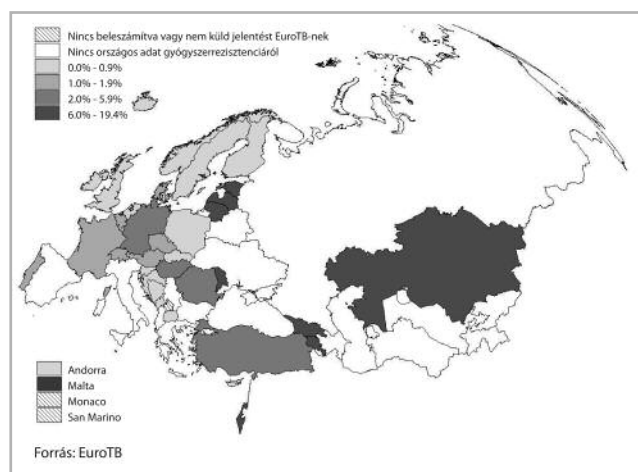 Nincs beleszámítva vagy nem küld jelentést EuroTB-nek
Nincs országos adat gyógyszerrezisztenciáról
0.0% - 0.9%
1.0% - 1.9%
2.0% - 5.9%
6.0% - 19.4%
Andorra
Malta
Monaco
San Marino
Forrás: EuroTB